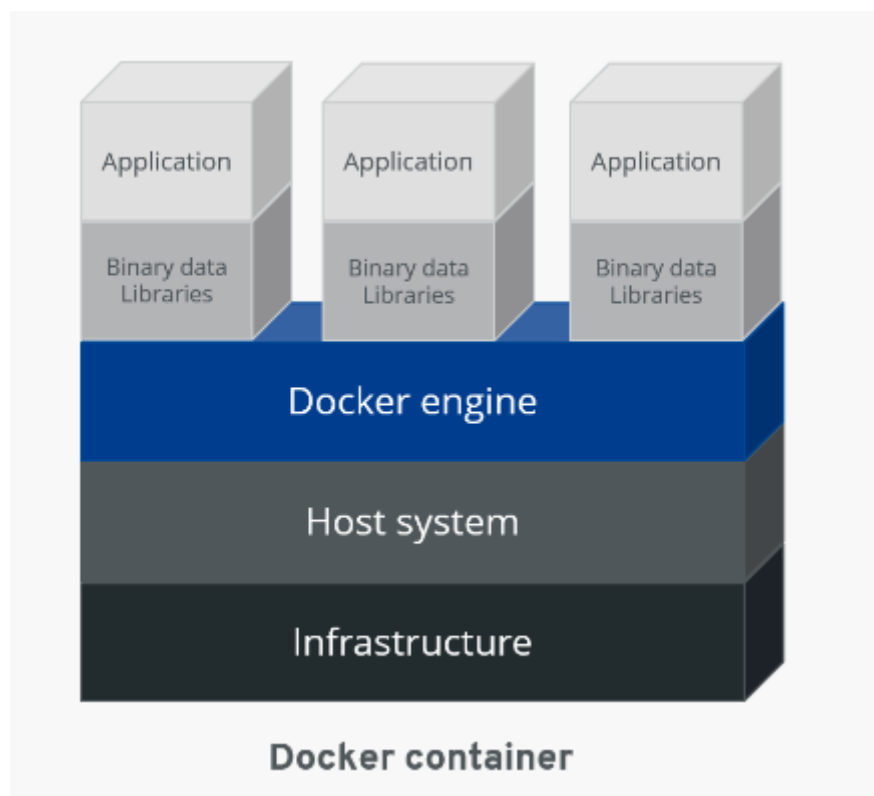 Application
Application
Application
Binary data
Libraries
Binary data
Libraries
Binary data
Libraries
Docker engine
Host system
Infrastructure
Docker container